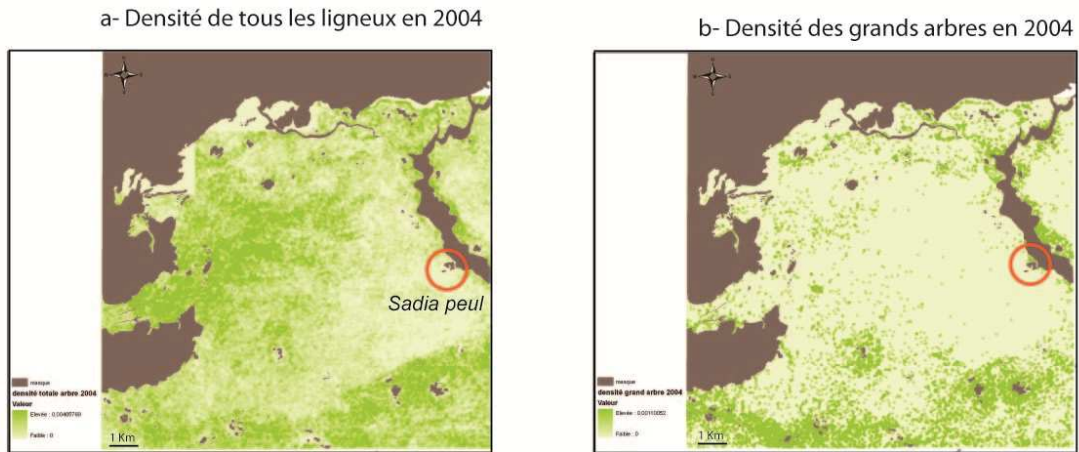 a- Densité de tous les ligneux en 2004
b- Densité des grands arbres en 2004
Sadia peul
masque
densité totale arbre 2004
Valeur
Elevée : 0,00485769
Faible : 0
1 Km
masque
densité grand arbre 2004
Valeur
Faible : 0
1 Km